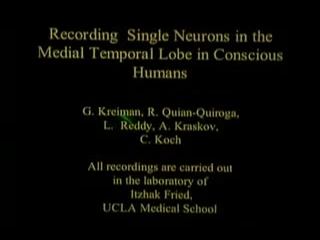 Recording Single Neurons in the
Medial Temporal Lobe in Conscious
Humans
G. Kreiman, R. Quian-Quiroga,
L. Reddy, A. Kraskov,
C. Koch
All recordings are carried out
in the laboratory of
Itzhak Fried,
UCLA Medical School